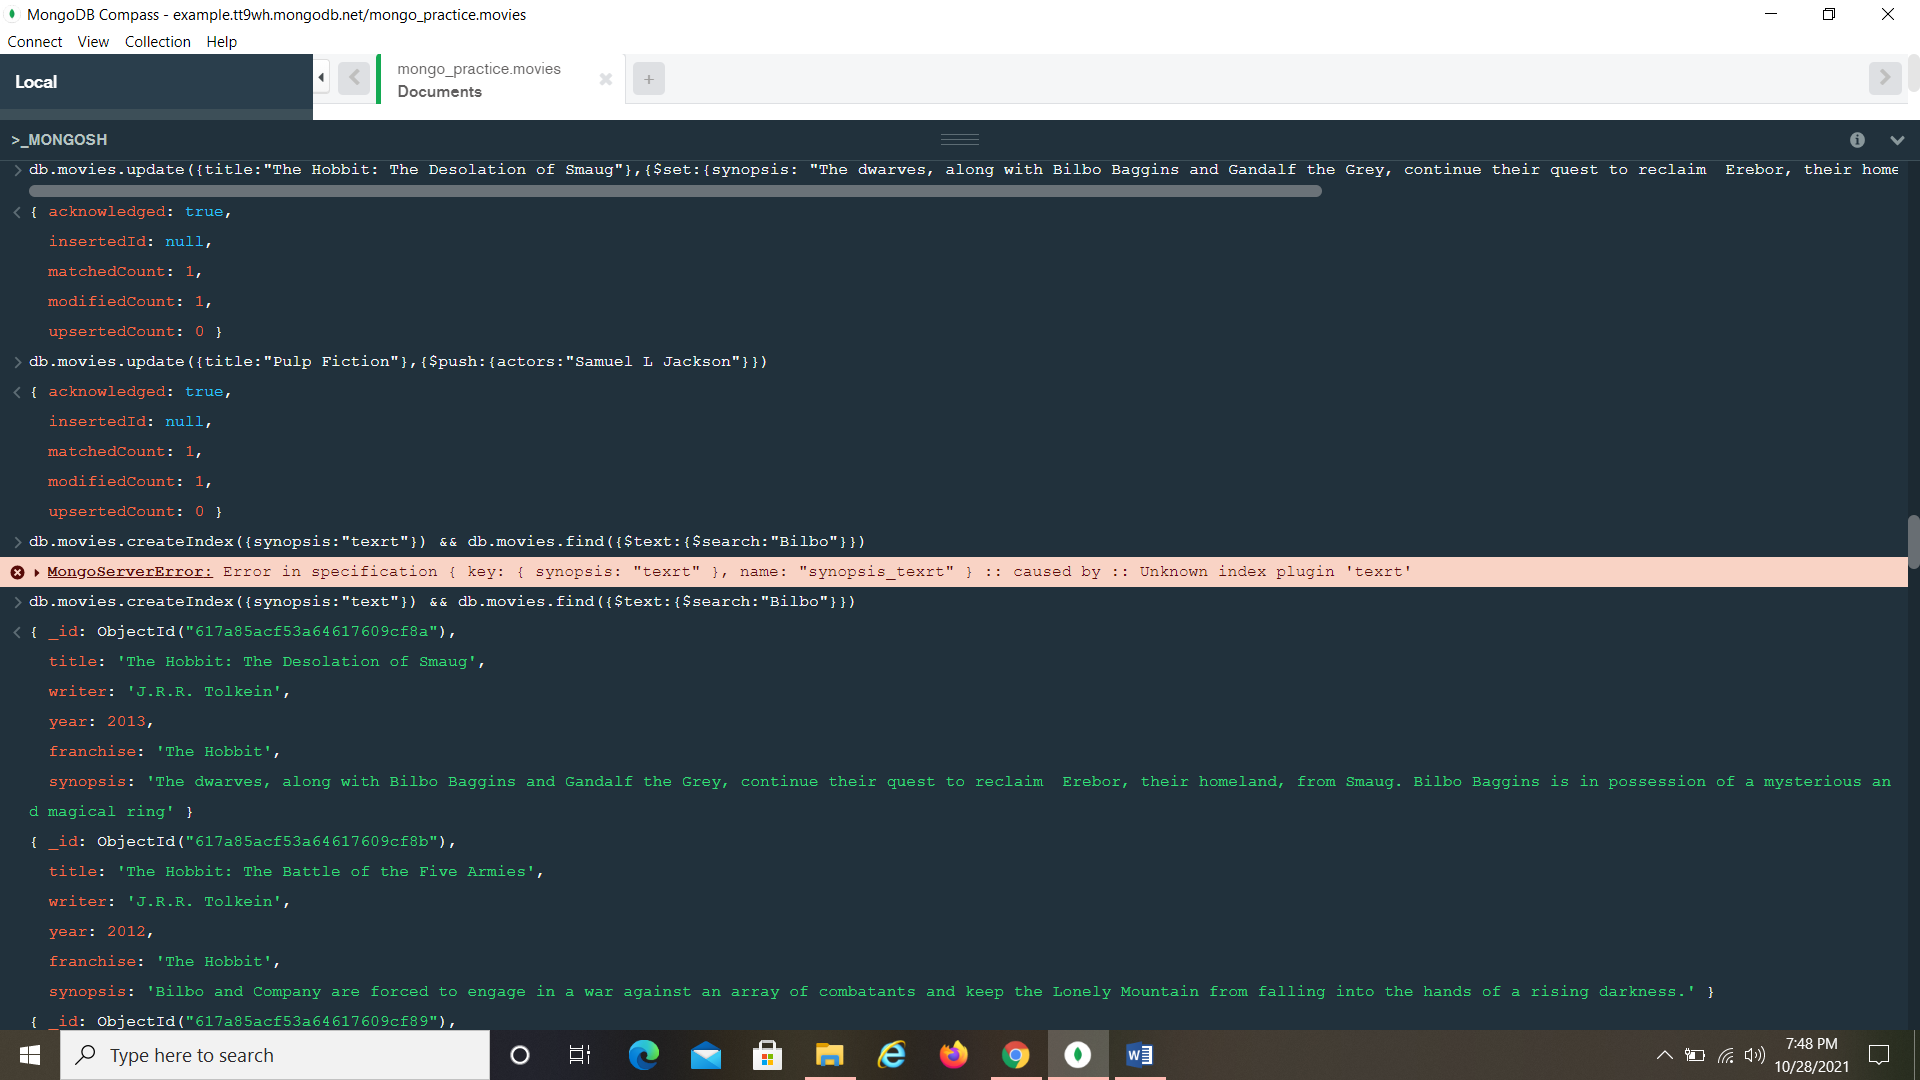 MongoDB Compass - example.tt9wh.mongodb.net/mongo_practice.movies
Connect View Collection Help
Local
mongo_practice.movies
Documents
>_MONGOSH
db.movies.update({title:"The Hobbit: The Desolation of Smaug"},{$set:{synopsis: "The dwarves, along with Bilbo Baggins and Gandalf the Grey, continue their quest to reclaim  Erebor, their home
{ acknowledged: true,
insertedId: null,
matchedCount: 1,
modifiedCount: 1,
upsertedCount: 0 }
db.movies.update({title:"Pulp Fiction"},{$push:{actors:"Samuel L Jackson"}})
{ acknowledged: true,
insertedId: null,
matchedCount: 1,
modifiedCount: 1,
upsertedCount: 0 }
db.movies.createIndex({synopsis:"texrt"}) && db.movies.find({$text:{$search:"Bilbo"}})
MongoServerError: Error in specification { key: { synopsis: "texrt" }, name: "synopsis_texrt" } :: caused by :: Unknown index plugin 'texrt'
db.movies.createIndex({synopsis:"text"}) && db.movies.find({$text:{$search:"Bilbo"}})
{ _id: ObjectId("617a85acf53a64617609cf8a"),
title: 'The Hobbit: The Desolation of Smaug',
writer: 'J.R.R. Tolkein',
year: 2013,
franchise: 'The Hobbit',
synopsis: 'The dwarves, along with Bilbo Baggins and Gandalf the Grey, continue their quest to reclaim  Erebor, their homeland, from Smaug. Bilbo Baggins is in possession of a mysterious an
d magical ring' }
{ _id: ObjectId("617a85acf53a64617609cf8b"),
title: 'The Hobbit: The Battle of the Five Armies',
writer: 'J.R.R. Tolkein',
year: 2012,
franchise: 'The Hobbit',
synopsis: 'Bilbo and Company are forced to engage in a war against an array of combatants and keep the Lonely Mountain from falling into the hands of a rising darkness.' }
{ _id: ObjectId("617a85acf53a64617609cf89"),
Type here to search
7:48 PM
10/28/2021